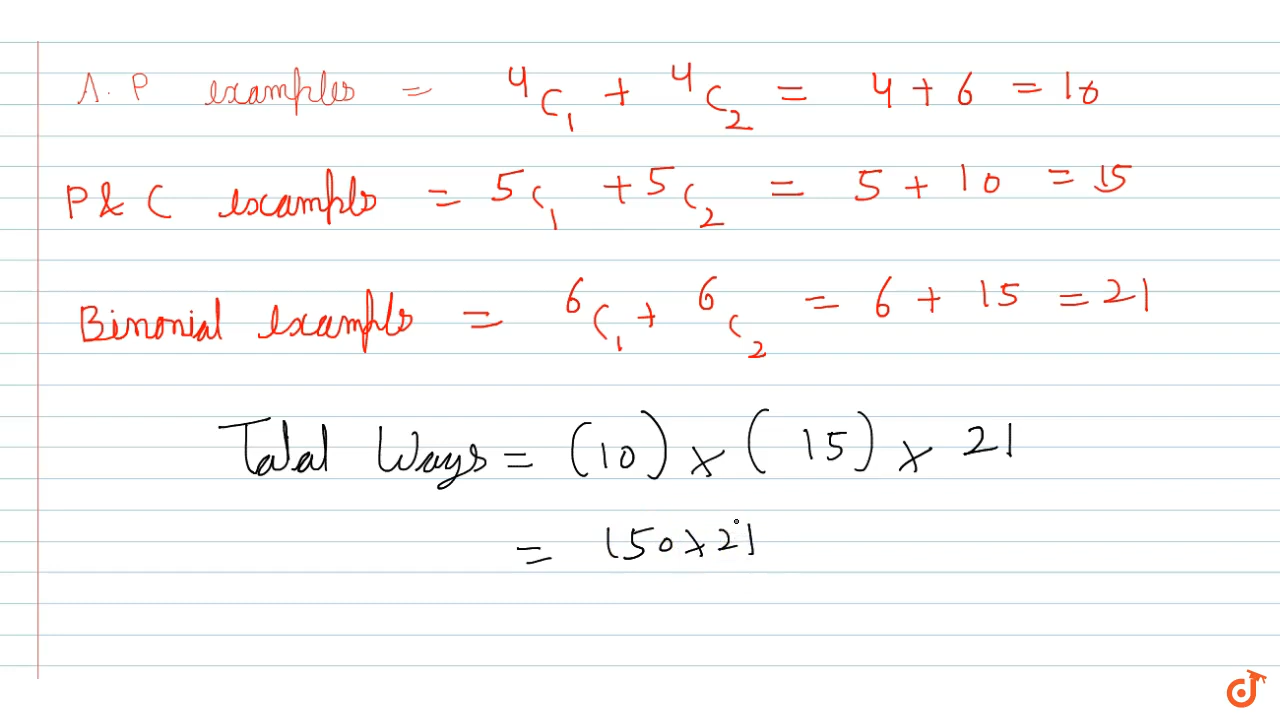 A.P examples = ⁴C₁ + ⁴C₂ = 4 + 6 = 10
P & C examples = 5C₁ + 5C₂ = 5 + 10 = 15
Binonial examples = ⁶C₁ + ⁶C₂ = 6 + 15 = 21
Total Ways = (10) × (15) × 21
= 150 × 21